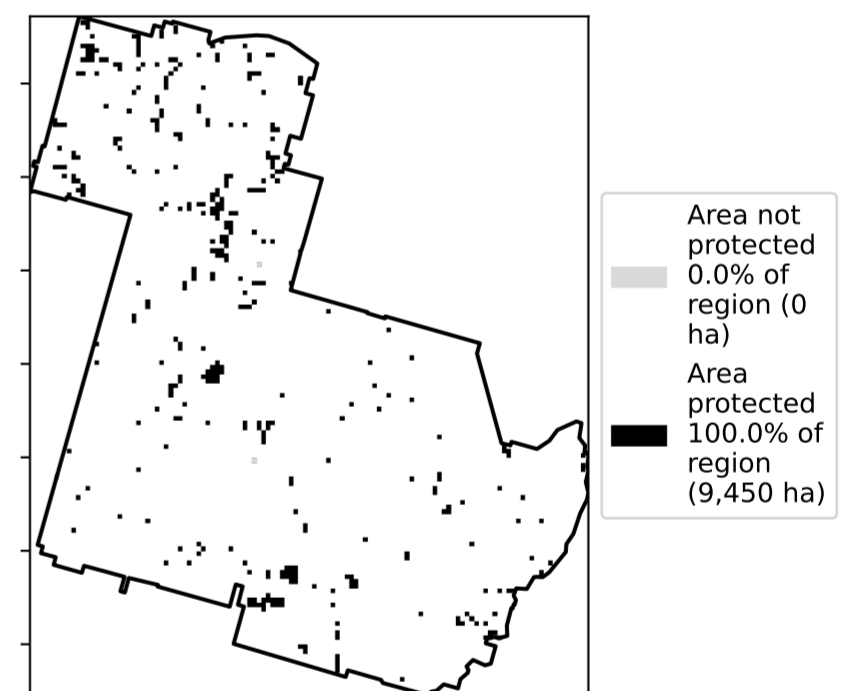 Area not
protected
0.0% of
region (0
ha)
Area
protected
100.0% of
region
(9,450 ha)